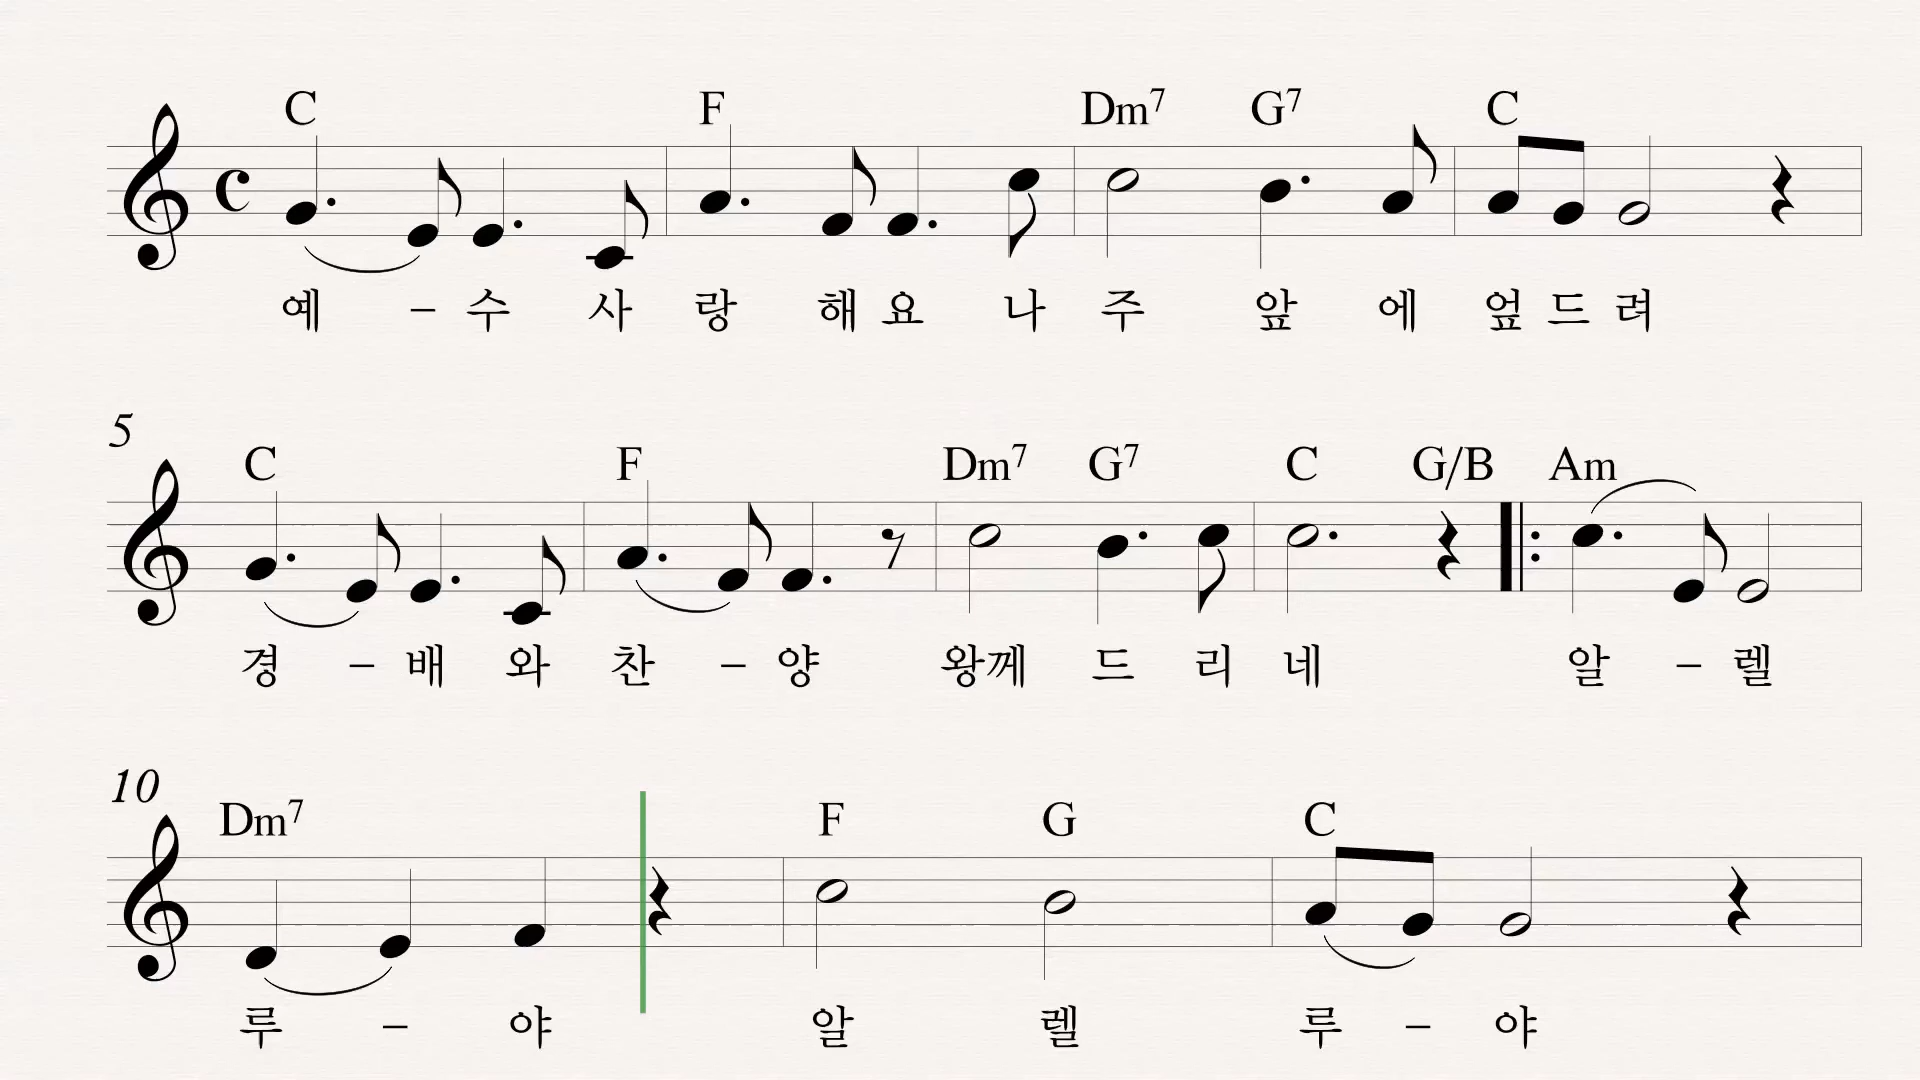 C F Dm7 G7 C
예 – 수 사 랑 해 요 나 주 앞 에 엎 드 려
5
C F Dm7 G7 C G/B Am
경 – 배 와 찬 – 양 왕께 드 리 네 알 – 렐
10
Dm7 F G C
루 – 야 알 렐 루 – 야